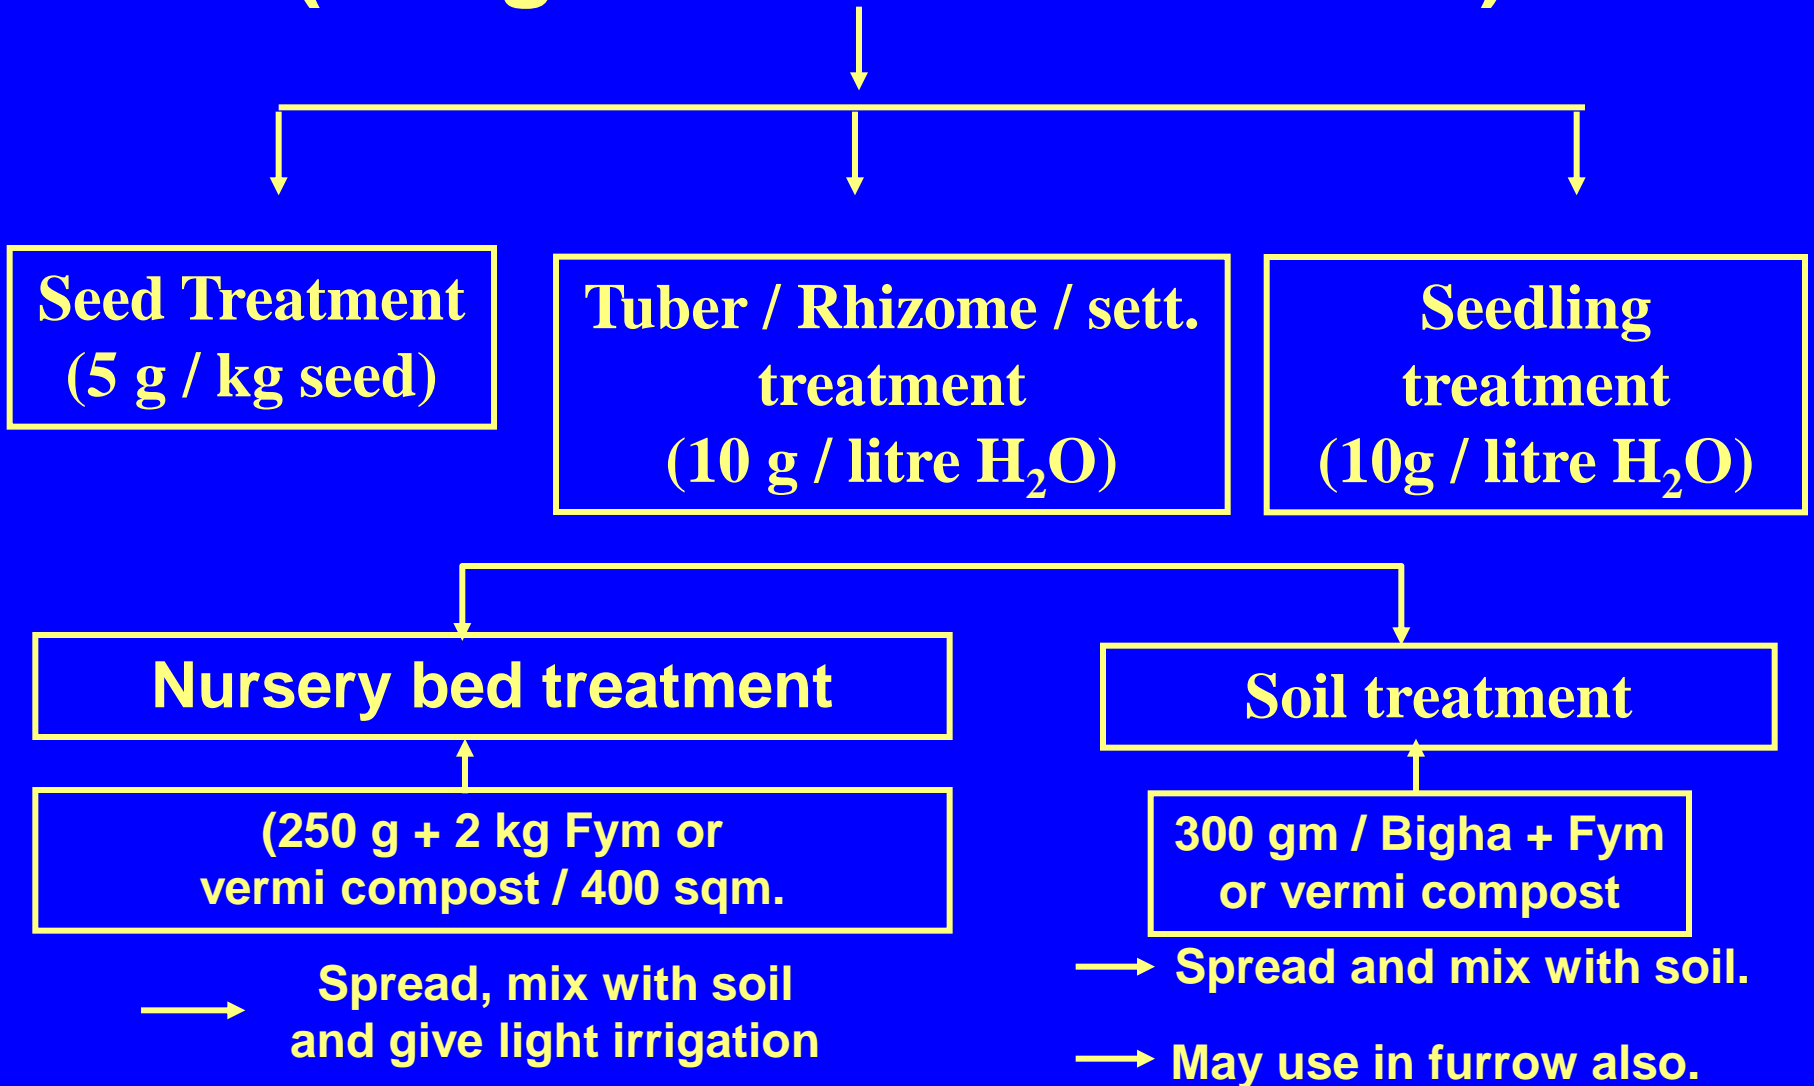 Seed Treatment
(5 g / kg seed)
Tuber / Rhizome / sett.
treatment
(10 g / litre H₂O)
Seedling
treatment
(10g / litre H₂O)
Nursery bed treatment
(250 g + 2 kg Fym or
vermi compost / 400 sqm.
Spread, mix with soil
and give light irrigation
Soil treatment
300 gm / Bigha + Fym
or vermi compost
Spread and mix with soil.
May use in furrow also.